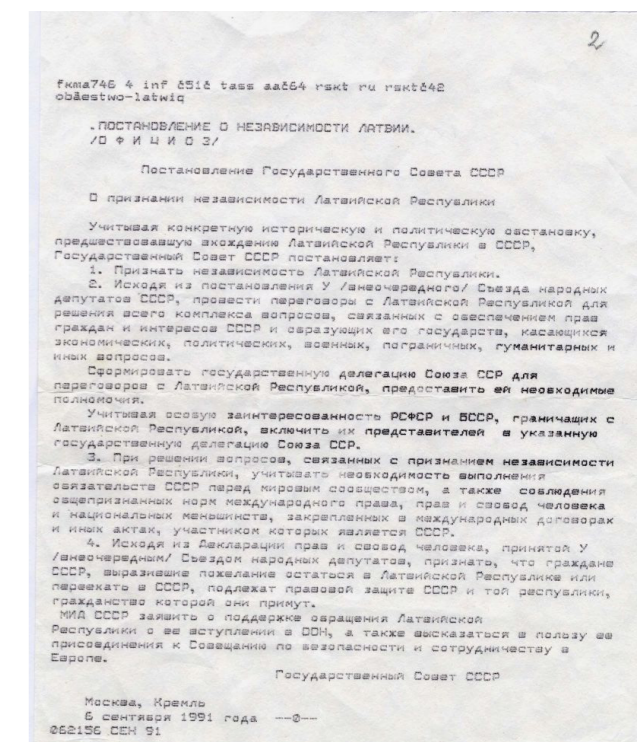 2
fкma746 4 inf č51č tass aač64 rsкt ru rsкtč42
obăestwo-latwiq
.ПОСТАНОВЛЕНИЕ О НЕЗАВИСИМОСТИ ЛАТВИИ.
/О Ф И Ц И О З/
Постановление Государственного Совета СССР
О признании независимости Латвийской Республики
Учитывая конкретную историческую и политическую обстановку,
предшествовавшую вхождению Латвийской Республики в СССР,
Государственный Совет СССР постановляет:
1. Признать независимость Латвийской Республики.
2. Исходя из постановления У /внеочередного/ Съезда народных
депутатов СССР, провести переговоры с Латвийской Республикой для
решения всего комплекса вопросов, связанных с обеспечением прав
граждан и интересов СССР и образующих его государств, касающихся
экономических, политических, военных, пограничных, гуманитарных и
иных вопросов.
Сформировать государственную делегацию Союза ССР для
переговоров с Латвийской Республикой, предоставить ей необходимые
полномочия.
Учитывая особую заинтересованность РСФСР и БССР, граничащих с
Латвийской Республикой, включить их представителей в указанную
государственную делегацию Союза ССР.
3. При решении вопросов, связанных с признанием независимости
Латвийской Республики, учитывать необходимость выполнения
обязательств СССР перед мировым сообществом, а также соблюдения
общепризнанных норм международного права, прав и свобод человека
и национальных меньшинств, закрепленных в международных договорах
и иных актах, участником которых является СССР.
4. Исходя из Декларации прав и свобод человека, принятой У
/внеочередным/ Съездом народных депутатов, признать, что граждане
СССР, выразившие пожелание остаться в Латвийской Республике или
переехать в СССР, подлежат правовой защите СССР и той республики,
гражданство которой они примут.
МИД СССР заявить о поддержке обращения Латвийской
Республики о ее вступлении в ООН, а также высказаться в пользу ее
присоединения к Совещанию по безопасности и сотрудничеству в
Европе.
Государственный Совет СССР
Москва, Кремль
6 сентября 1991 года --0--
062156 СЕН 91